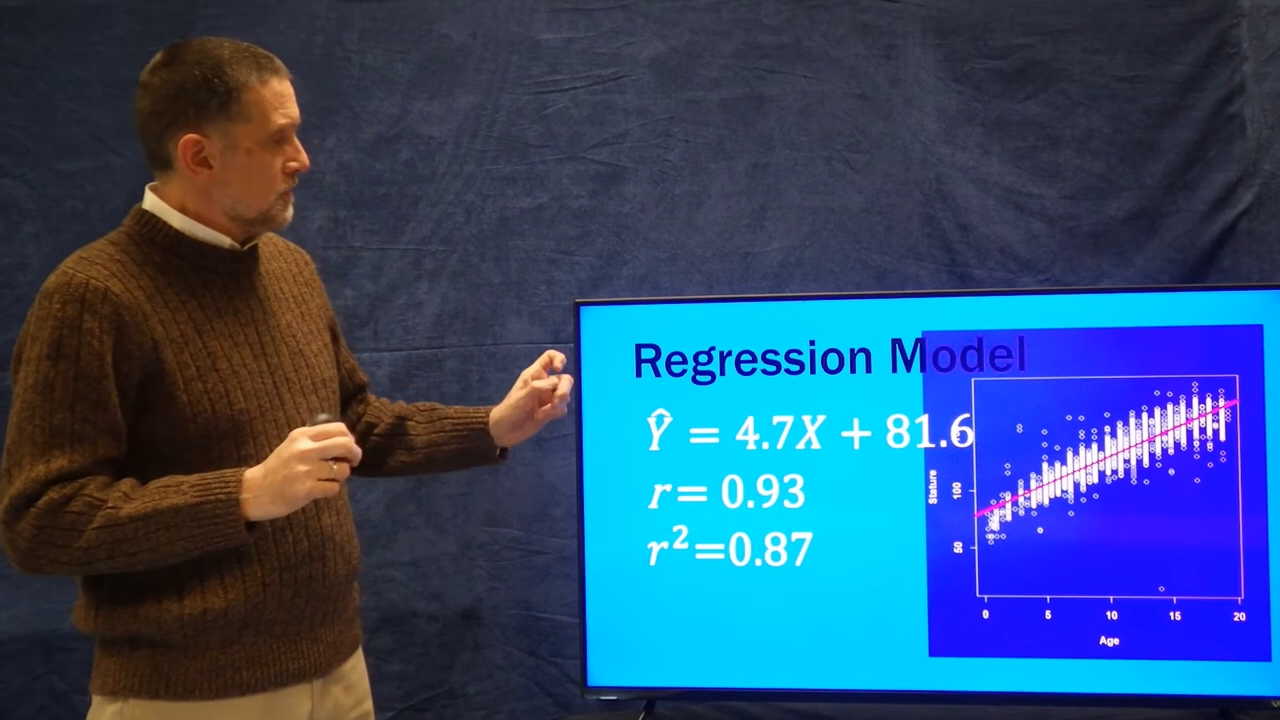 Regression Model
Ŷ = 4.7X + 81.6
r= 0.93
r²=0.87
Stature
100
50
0 5 10 15 20
Age